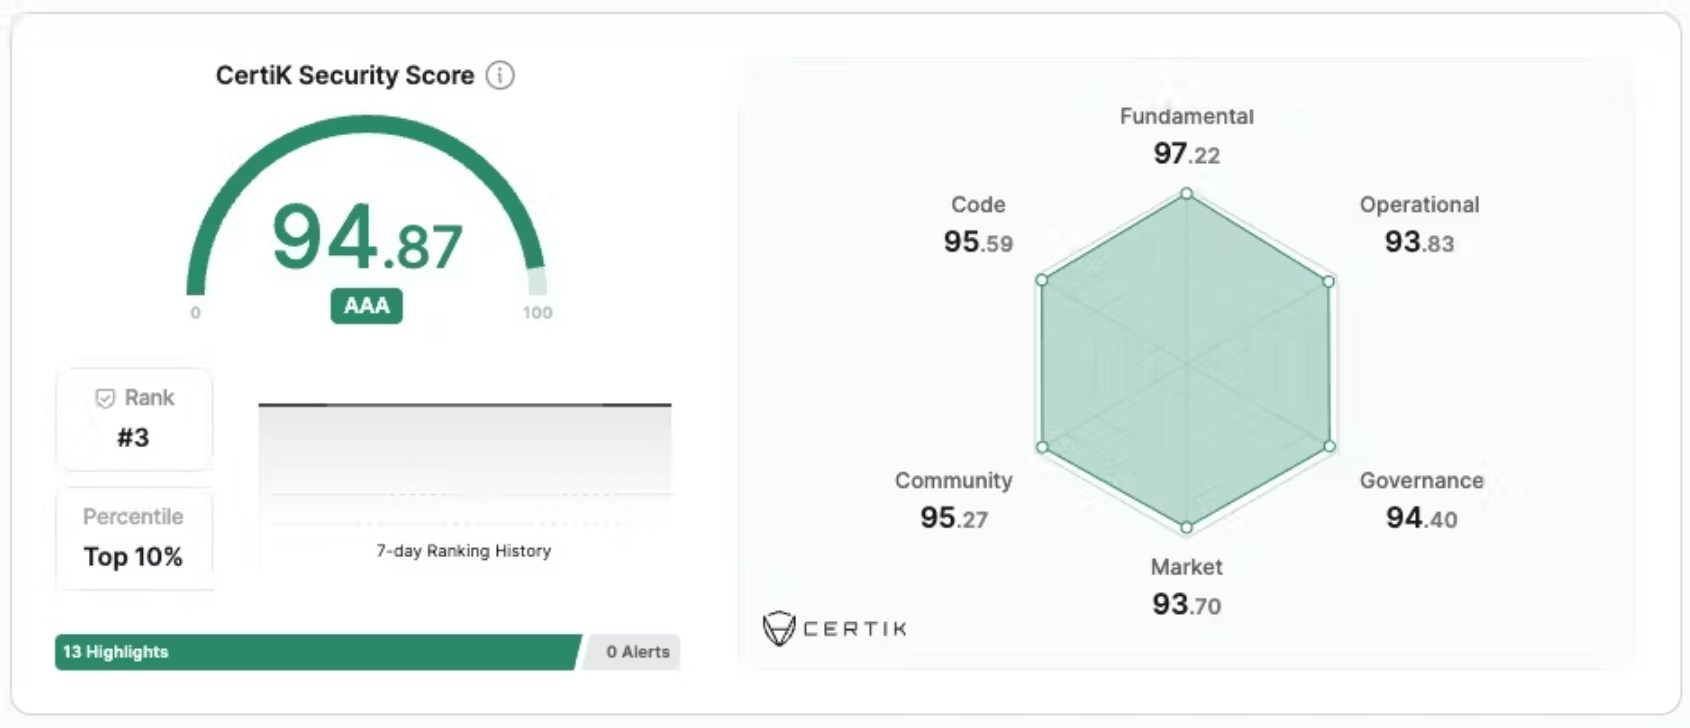 CertiK Security Score
94.87
AAA
0
100
Rank
#3
Percentile
Top 10%
7-day Ranking History
13 Highlights
0 Alerts
Fundamental
97.22
Code
95.59
Operational
93.83
Community
95.27
Governance
94.40
Market
93.70
CERTIK